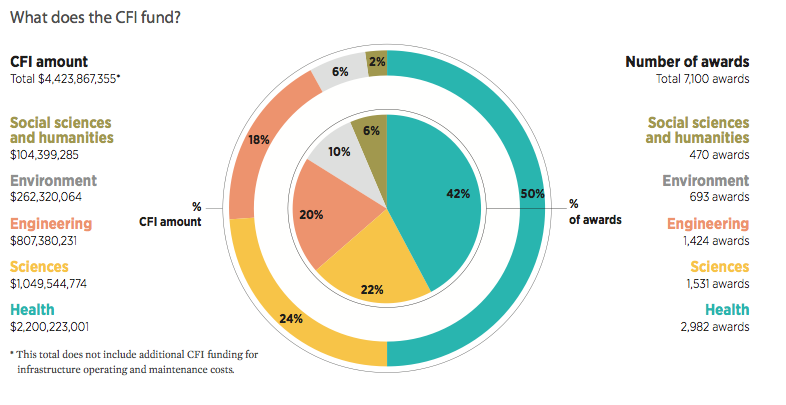 What does the CFI fund?
CFI amount
Total $4,423,867,355*
Social sciences
and humanities
$104,399,285
Environment
$262,320,064
Engineering
$807,380,231
Sciences
$1,049,544,774
Health
$2,200,223,001
* This total does not include additional CFI funding for
infrastructure operating and maintenance costs.
%
CFI amount
2%
6%
18%
24%
50%
6%
10%
20%
22%
42%
%
of awards
Number of awards
Total 7,100 awards
Social sciences
and humanities
470 awards
Environment
693 awards
Engineering
1,424 awards
Sciences
1,531 awards
Health
2,982 awards